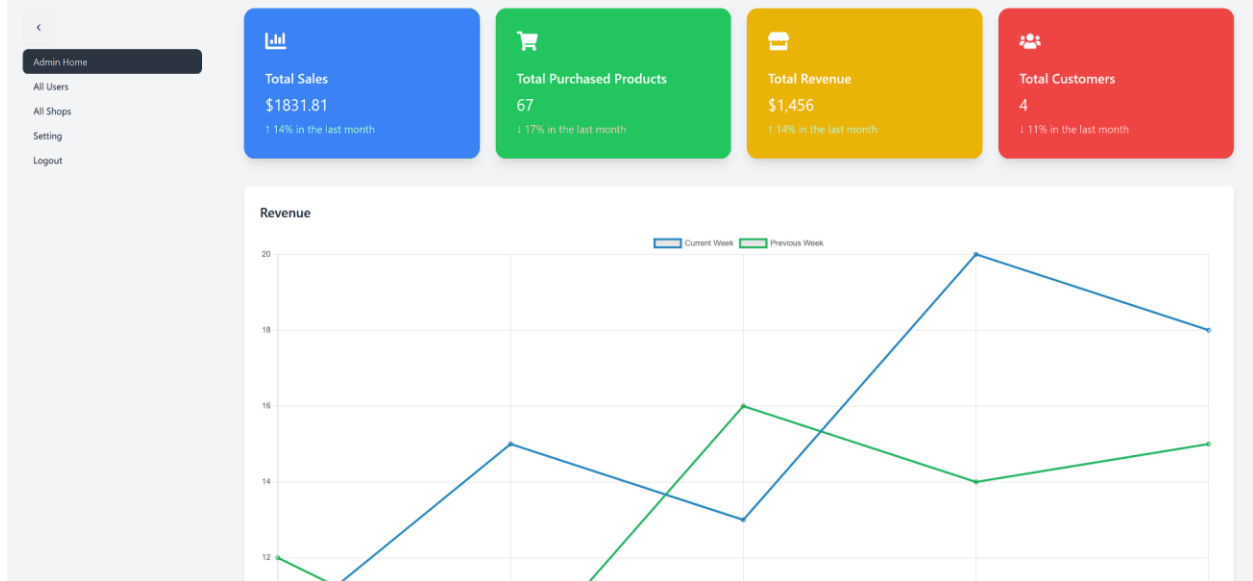 Admin Home
All Users
All Shops
Setting
Logout
Total Sales
$1831.81
↑ 14% in the last month
Total Purchased Products
67
↓ 17% in the last month
Total Revenue
$1,456
↑ 14% in the last month
Total Customers
4
↓ 11% in the last month
Revenue
Current Week Previous Week
20
18
16
14
12